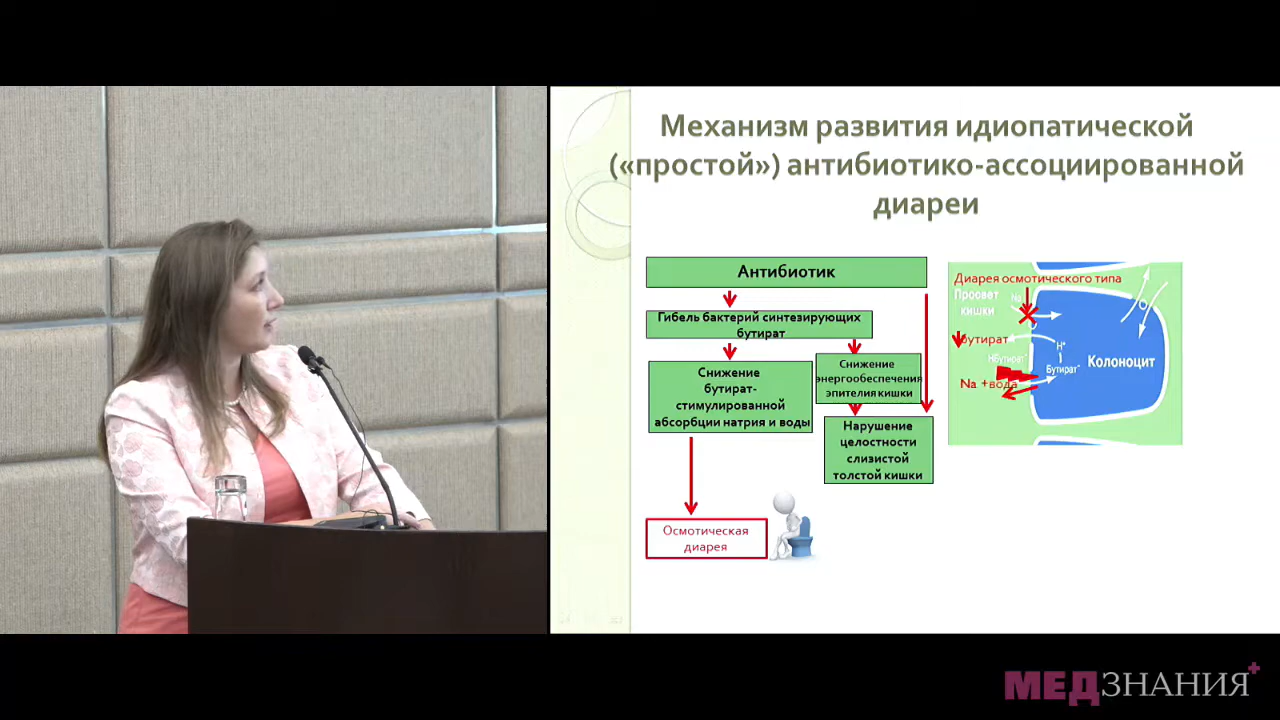 Механизм развития идиопатической
(«простой») антибиотико-ассоциированной
диареи
Антибиотик
Гибель бактерий синтезирующих
бутират
Снижение
бутират-
стимулированной
абсорбции натрия и воды
Снижение
энергообеспечения
эпителия кишки
Нарушение
целостности
слизистой
толстой кишки
Осмотическая
диарея
Диарея осмотического типа
Просвет
кишки
Na
бутират
H⁺
Hбутират
Бутират⁻
Na +вода
Колоноцит
МЕДЗНАНИЯ+